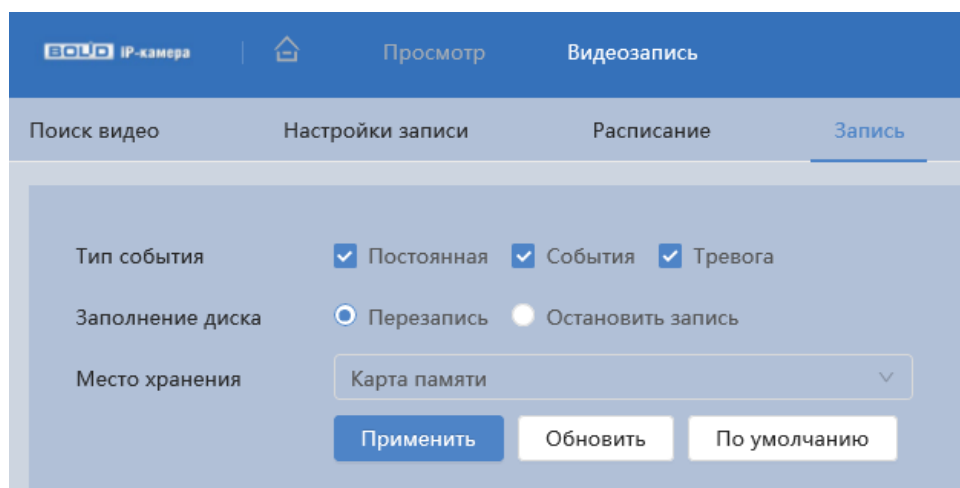 BOLID IP-камера Просмотр Видеозапись
Поиск видео Настройки записи Расписание Запись
Тип события Постоянная События Тревога
Заполнение диска Перезапись Остановить запись
Место хранения Карта памяти
Применить Обновить По умолчанию